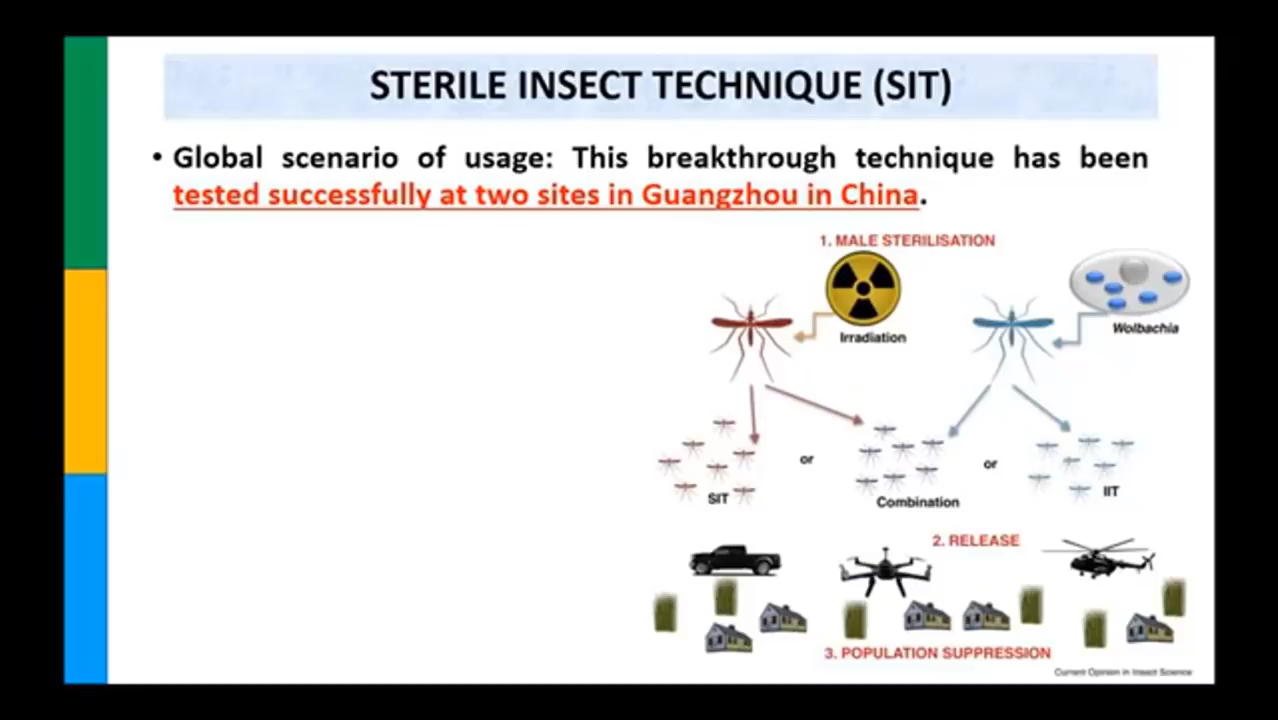 STERILE INSECT TECHNIQUE (SIT)
• Global scenario of usage: This breakthrough technique has been
tested successfully at two sites in Guangzhou in China.
1. MALE STERILISATION
Irradiation
Wolbachia
or
or
SIT
Combination
IIT
2. RELEASE
3. POPULATION SUPPRESSION
Current Opinion in Insect Science